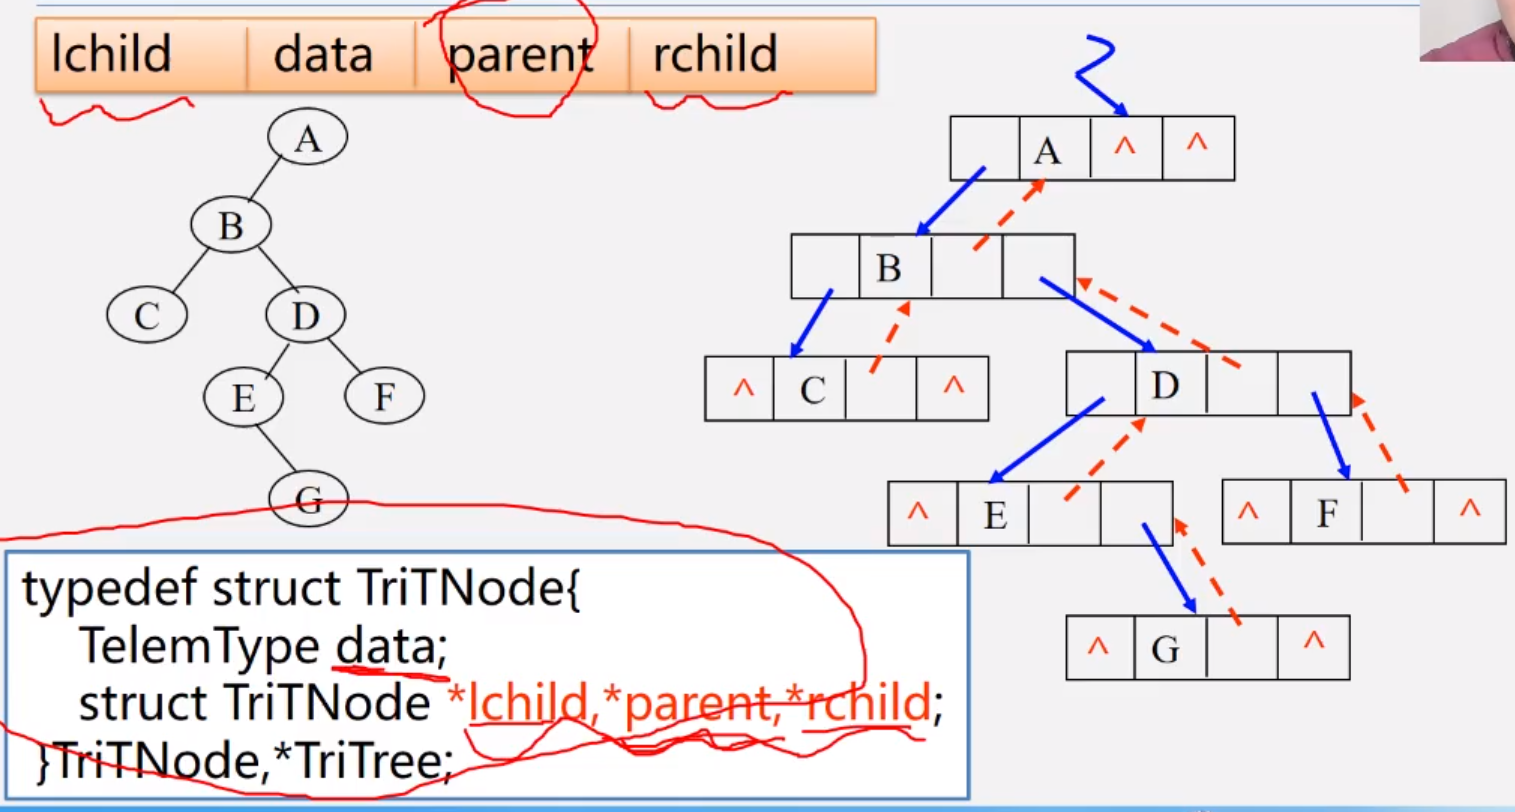 lchild data parent rchild
A
B
C D
E F
G
A ^ ^
B
^ C ^
D
^ E
^ F ^
^ G ^
typedef struct TriTNode{
TelemType data;
struct TriTNode *lchild,*parent,*rchild;
}TriTNode,*TriTree;